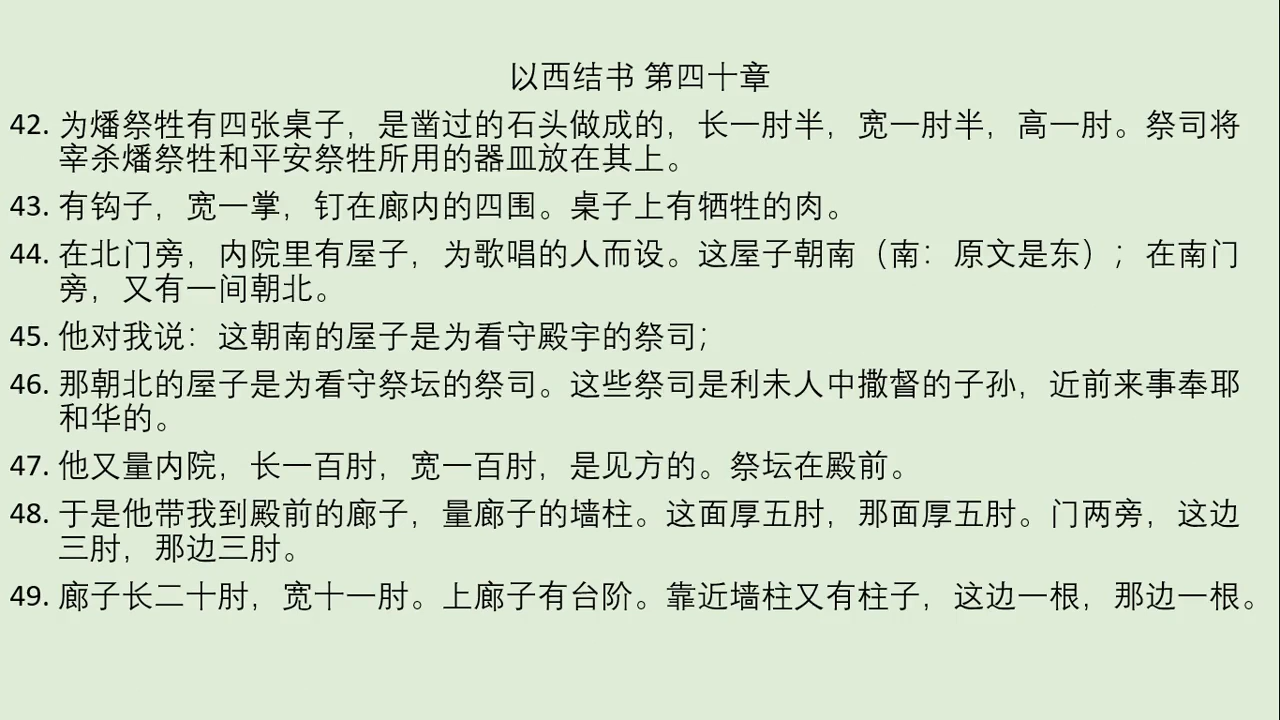 以西结书 第四十章
42. 为燔祭牲有四张桌子，是凿过的石头做成的，长一肘半，宽一肘半，高一肘。祭司将
宰杀燔祭牲和平安祭牲所用的器皿放在其上。
43. 有钩子，宽一掌，钉在廊内的四围。桌子上有牺牲的肉。
44. 在北门旁，内院里有屋子，为歌唱的人而设。这屋子朝南（南：原文是东）；在南门
旁，又有一间朝北。
45. 他对我说：这朝南的屋子是为看守殿宇的祭司；
46. 那朝北的屋子是为看守祭坛的祭司。这些祭司是利未人中撒督的子孙，近前来事奉耶
和华的。
47. 他又量内院，长一百肘，宽一百肘，是见方的。祭坛在殿前。
48. 于是他带我到殿前的廊子，量廊子的墙柱。这面厚五肘，那面厚五肘。门两旁，这边
三肘，那边三肘。
49. 廊子长二十肘，宽十一肘。上廊子有台阶。靠近墙柱又有柱子，这边一根，那边一根。